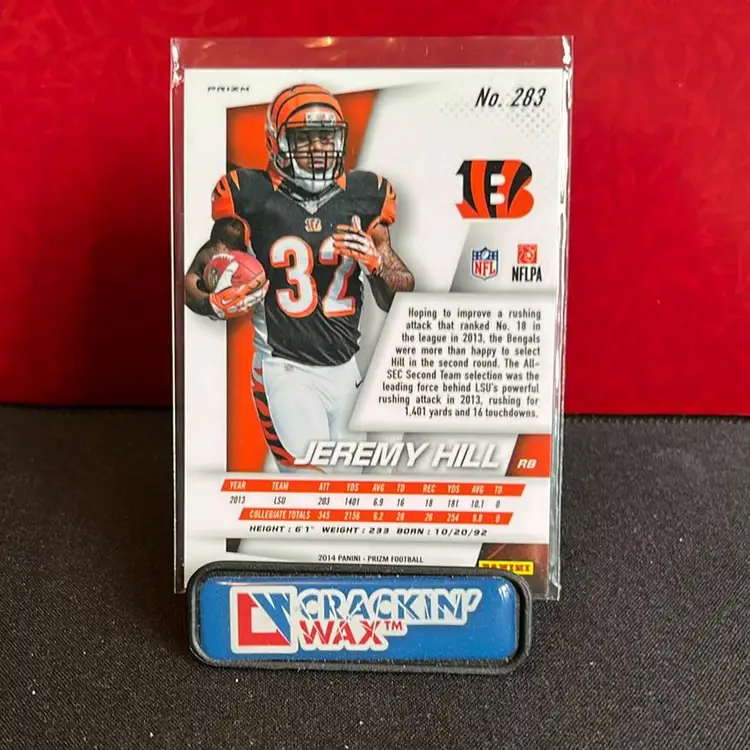 PRIZM
No. 283
B
32
NFL
NFLPA
Hoping to improve a rushing
attack that ranked No. 18 in
the league in 2013, the Bengals
were more than happy to select
Hill in the second round. The All-
SEC Second Team selection was the
leading force behind LSU's powerful
rushing attack in 2013, rushing for
1,401 yards and 16 touchdowns.
JEREMY HILL RB
YEAR TEAM ATT YDS AVG TD REC YDS AVG TD
2013 LSU 203 1401 6.9 16 18 181 10.1 0
COLLEGIATE TOTALS 345 2156 6.2 28 26 254 9.8 0
HEIGHT: 6'1" WEIGHT: 233 BORN: 10/20/92
2014 PANINI - PRIZM FOOTBALL
PANINI
CW CRACKIN'
WAX™